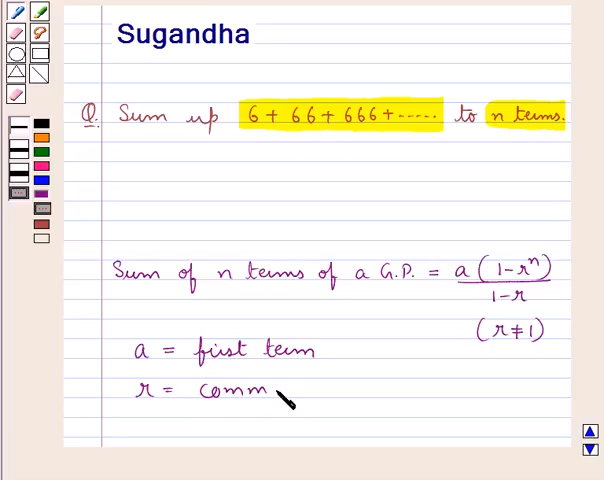 Sugandha
Q. Sum up 6 + 66 + 666 + ..... to n terms.
Sum of n terms of a G.P. = a(1-r^n)/1-r
(r≠1)
a = first term
r = comm